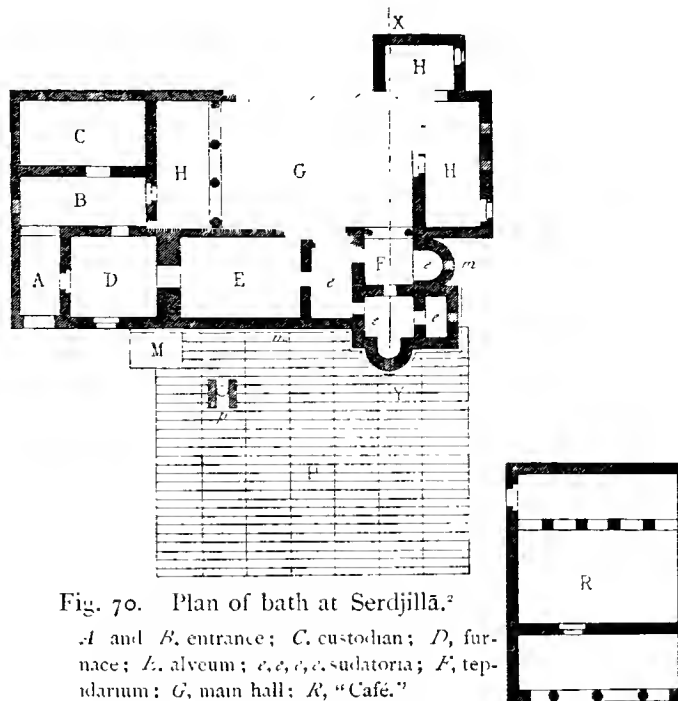 X
H
C
H
G
H
B
A
D
E
e
F
e
m
e
e
M
m
Y
p
R
Fig. 70. Plan of bath at Serdjillā.²
A and B, entrance; C, custodian; D, fur-
nace; E, alveum; e, e, e, e, sudatoria; F, tep-
idarium; G, main hall; R, "Café."